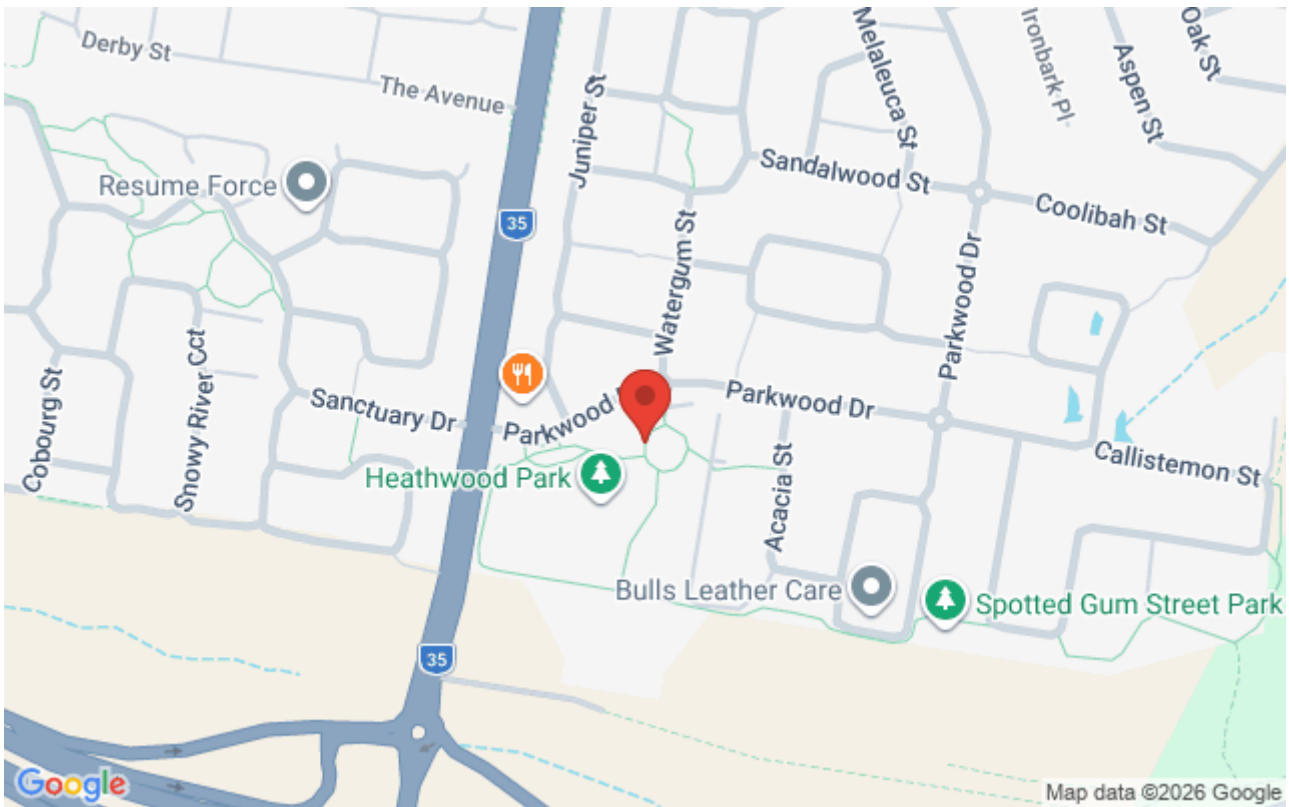 Derby St
The Avenue
Juniper St
Melaleuca St
Ironbark Pl
Aspen St
Oak St
Resume Force
35
Sandalwood St
Coolibah St
Watergum St
Parkwood Dr
Snowy River Cct
Cobourg St
Sanctuary Dr
Parkwood
Parkwood Dr
Callistemon St
Heathwood Park
Acacia St
Bulls Leather Care
Spotted Gum Street Park
35
Google
Map data ©2026 Google